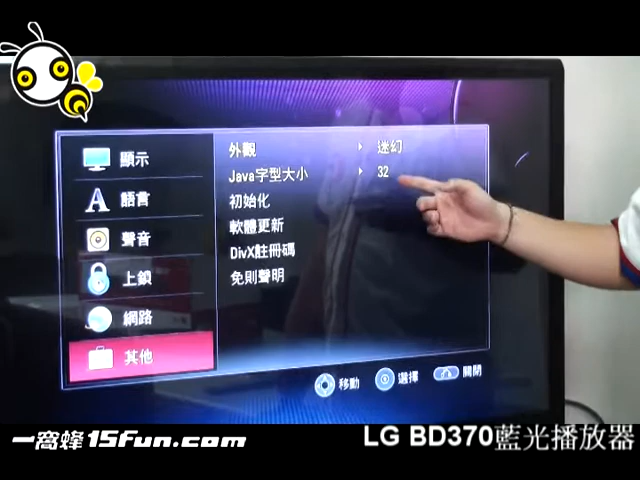 顯示
語言
聲音
上鎖
網路
其他
外觀 迷幻
Java字型大小 32
初始化
軟體更新
DivX註冊碼
免則聲明
移動 選擇 關閉
一窩蜂15Fun.com
LG BD370藍光播放器